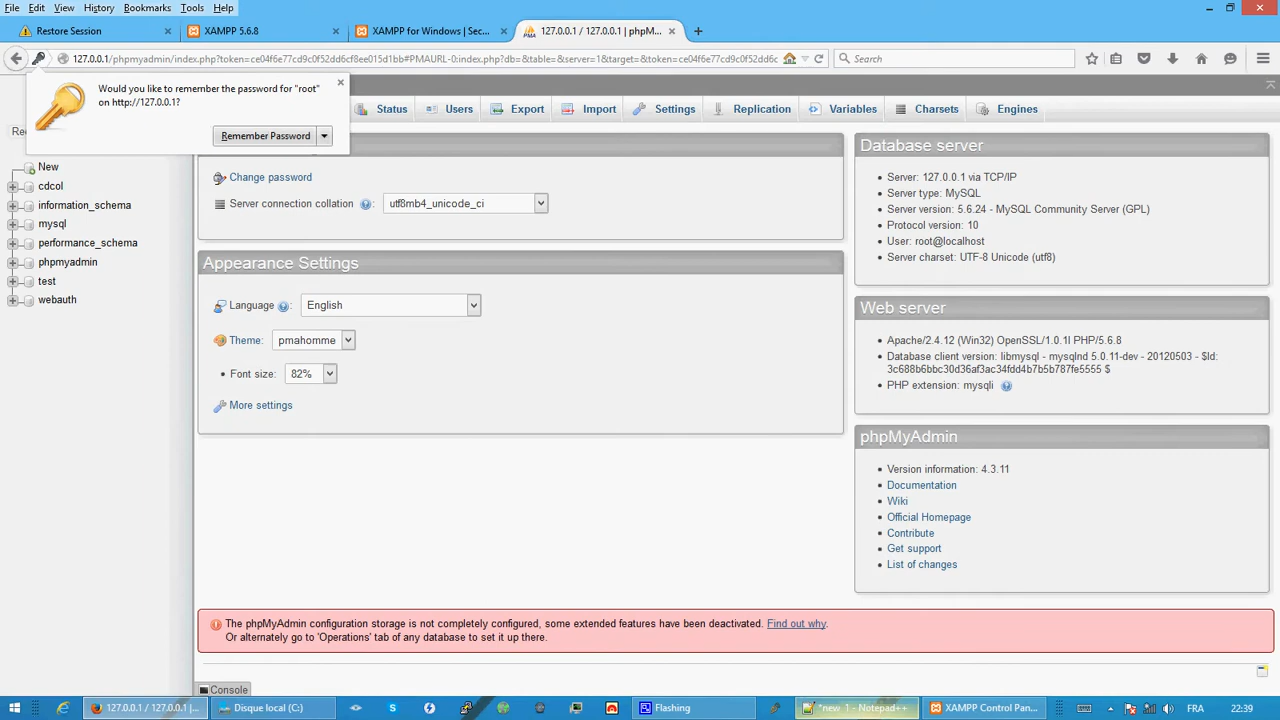 File Edit View History Bookmarks Tools Help
Restore Session
XAMPP 5.6.8
XAMPP for Windows | Sec...
127.0.0.1 / 127.0.0.1 | phpM...
127.0.0.1/phpmyadmin/index.php?token=ce04f6e77cd9c0f52dd6cf8ee015d1bb#PMAURL-0:index.php?db=&table=&server=1&target=&token=ce04f6e77cd9c0f52
Search
Would you like to remember the password for "root"
on http://127.0.0.1?
Remember Password
Status
Users
Export
Import
Settings
Replication
Variables
Charsets
Engines
New
cdcol
information_schema
mysql
performance_schema
phpmyadmin
test
webauth
Change password
Server connection collation : utf8mb4_unicode_ci
Appearance Settings
Language : English
Theme: pmahomme
Font size: 82%
More settings
Database server
Server: 127.0.0.1 via TCP/IP
Server type: MySQL
Server version: 5.6.24 - MySQL Community Server (GPL)
Protocol version: 10
User: root@localhost
Server charset: UTF-8 Unicode (utf8)
Web server
Apache/2.4.12 (Win32) OpenSSL/1.0.1l PHP/5.6.8
Database client version: libmysql - mysqlnd 5.0.11-dev - 20120503 - $Id:
3c688b6bbc30d36af3ac34fdd4b7b5b787fe5555 $
PHP extension: mysqli
phpMyAdmin
Version information: 4.3.11
Documentation
Wiki
Official Homepage
Contribute
Get support
List of changes
The phpMyAdmin configuration storage is not completely configured, some extended features have been deactivated. Find out why.
Or alternately go to 'Operations' tab of any database to set it up there.
Console
127.0.0.1 / 127.0.0.1 |...
Disque local (C:)
Flashing
*new 1 - Notepad++
XAMPP Control Pan...
FRA
22:39